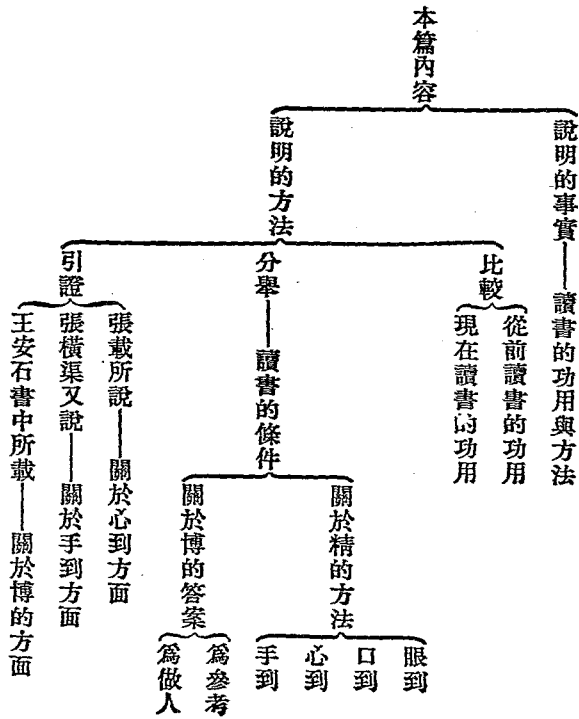 本篇內容
說明的事實——讀書的功用與方法
說明的方法
比較
從前讀書的功用
現在讀書的功用
分舉——讀書的條件
關於精的方法
眼到
口到
心到
手到
關於博的答案
爲參考
爲做人
引證
張載所說——關於心到方面
張橫渠又說——關於手到方面
王安石書中所載——關於博的方面